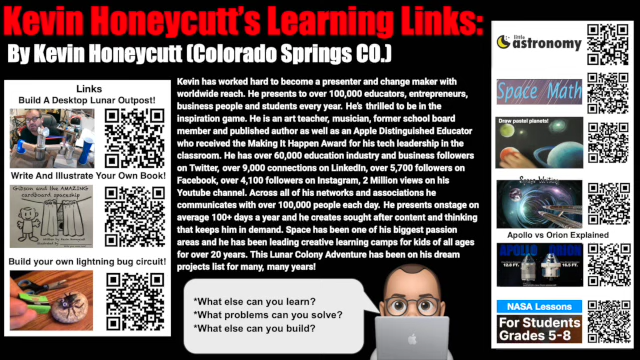 Kevin Honeycutt's Learning Links:
By Kevin Honeycutt (Colorado Springs CO.)
Links
Build A Desktop Lunar Outpost!
Write And Illustrate Your Own Book!
Gibson and the AMAZING
cardboard spaceship
Build your own lightning bug circuit!
Kevin has worked hard to become a presenter and change maker with
worldwide reach. He presents to over 100,000 educators, entrepreneurs,
business people and students every year. He's thrilled to be in the
inspiration game. He is an art teacher, musician, former school board
member and published author as well as an Apple Distinguished Educator
who received the Making It Happen Award for his tech leadership in the
classroom. He has over 60,000 education industry and business followers
on Twitter, over 9,000 connections on LinkedIn, over 5,700 followers on
Facebook, over 4,100 followers on Instagram, 2 Million views on his
Youtube channel. Across all of his networks and associations he
communicates with over 100,000 people each day. He presents onstage on
average 100+ days a year and he creates sought after content and thinking
that keeps him in demand. Space has been one of his biggest passion
areas and he has been leading creative learning camps for kids of all ages
for over 20 years. This Lunar Colony Adventure has been on his dream
projects list for many, many years!
*What else can you learn?
*What problems can you solve?
*What else can you build?
little
astronomy
Space Math
Draw pastel planets!
Apollo vs Orion Explained
APOLLO ORION
NASA Lessons
For Students
Grades 5-8